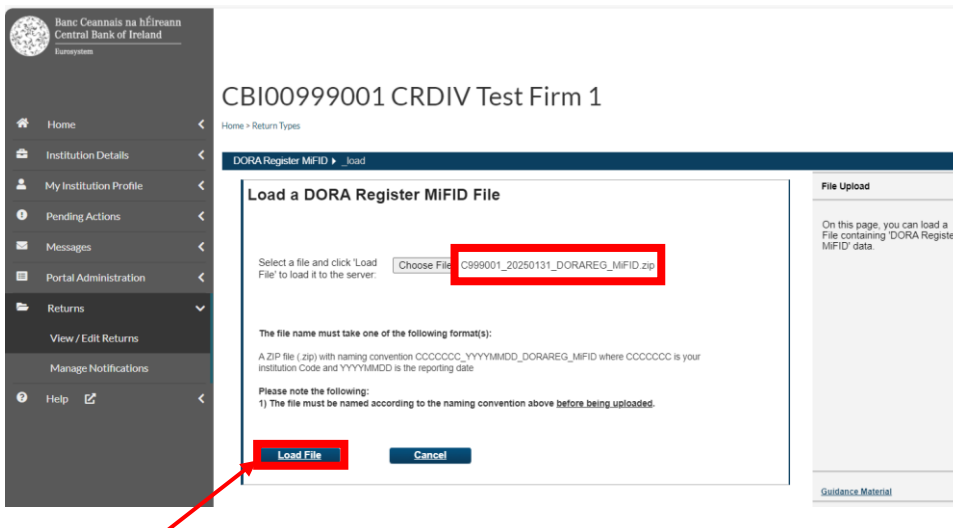 Banc Ceannais na hÉireann
Central Bank of Ireland
Eurosystem
CBI00999001 CRDIV Test Firm 1
Home > Return Types
Home
Institution Details
My Institution Profile
Pending Actions
Messages
Portal Administration
Returns
View / Edit Returns
Manage Notifications
Help
DORA Register MiFID ▸ _load
Load a DORA Register MiFID File
Select a file and click 'Load
File' to load it to the server:
Choose File C999001_20250131_DORAREG_MiFID.zip
The file name must take one of the following format(s):
A ZIP file (.zip) with naming convention CCCCCCC_YYYYMMDD_DORAREG_MiFID where CCCCCCC is your
institution Code and YYYYMMDD is the reporting date
Please note the following:
1) The file must be named according to the naming convention above before being uploaded.
Load File
Cancel
File Upload
On this page, you can load a
File containing 'DORA Registe
MiFID' data.
Guidance Material